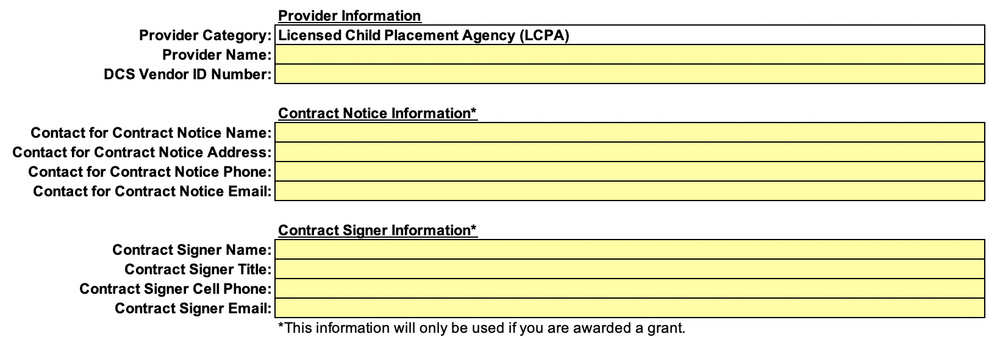 Provider Information
Provider Category: Licensed Child Placement Agency (LCPA)
Provider Name:
DCS Vendor ID Number:
Contract Notice Information*
Contact for Contract Notice Name:
Contact for Contract Notice Address:
Contact for Contract Notice Phone:
Contact for Contract Notice Email:
Contract Signer Information*
Contract Signer Name:
Contract Signer Title:
Contract Signer Cell Phone:
Contract Signer Email:
*This information will only be used if you are awarded a grant.